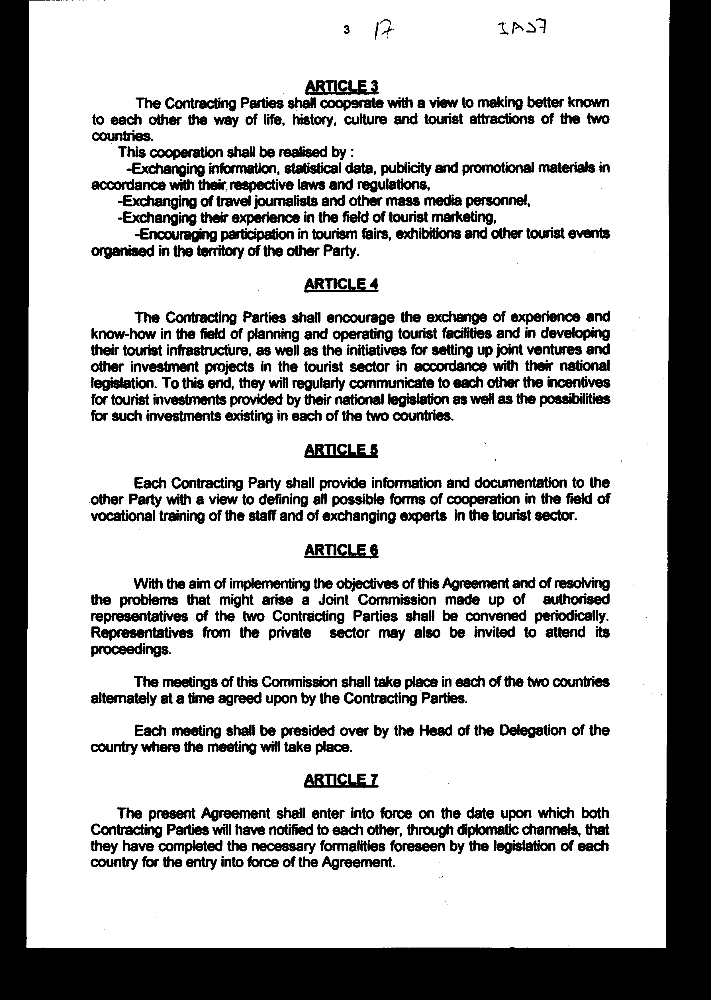 3 17
ARTICLE 3
The Contracting Parties shall cooperate with a view to making better known
to each other the way of life, history, culture and tourist attractions of the two
countries.
This cooperation shall be realised by :
-Exchanging information, statistical data, publicity and promotional materials in
accordance with their respective laws and regulations,
-Exchanging of travel journalists and other mass media personnel,
-Exchanging their experience in the field of tourist marketing,
-Encouraging participation in tourism fairs, exhibitions and other tourist events
organised in the territory of the other Party.
ARTICLE 4
The Contracting Parties shall encourage the exchange of experience and
know-how in the field of planning and operating tourist facilities and in developing
their tourist infrastructure, as well as the initiatives for setting up joint ventures and
other investment projects in the tourist sector in accordance with their national
legislation. To this end, they will regularly communicate to each other the incentives
for tourist investments provided by their national legislation as well as the possibilities
for such investments existing in each of the two countries.
ARTICLE 5
Each Contracting Party shall provide information and documentation to the
other Party with a view to defining all possible forms of cooperation in the field of
vocational training of the staff and of exchanging experts in the tourist sector.
ARTICLE 6
With the aim of implementing the objectives of this Agreement and of resolving
the problems that might arise a Joint Commission made up of authorised
representatives of the two Contracting Parties shall be convened periodically.
Representatives from the private sector may also be invited to attend its
proceedings.
The meetings of this Commission shall take place in each of the two countries
alternately at a time agreed upon by the Contracting Parties.
Each meeting shall be presided over by the Head of the Delegation of the
country where the meeting will take place.
ARTICLE 7
The present Agreement shall enter into force on the date upon which both
Contracting Parties will have notified to each other, through diplomatic channels, that
they have completed the necessary formalities foreseen by the legislation of each
country for the entry into force of the Agreement.